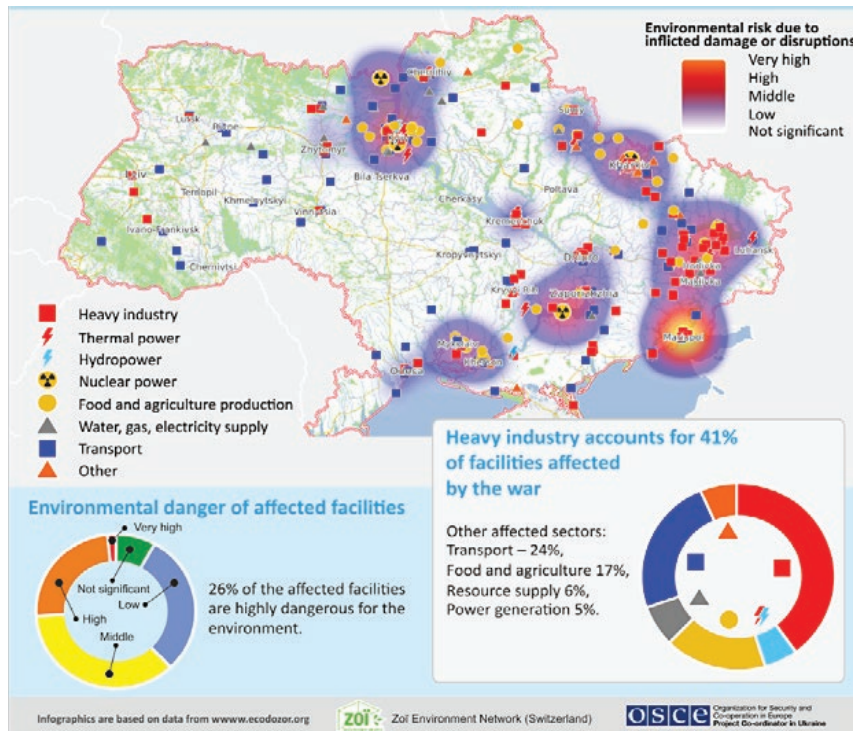 Environmental risk due to
inflicted damage or disruptions
Very high
High
Middle
Low
Not significant
Chernihiv
Sumy
Lutsk
Rivne
Zhytomyr
Kyiv
Kharkiv
Lviv
Ternopil
Khmelnytskyi
Bila Tserkva
Cherkasy
Poltava
Vinnytsia
Ivano-Frankivsk
Kremenchuk
Luhansk
Chernivtsi
Kropyvnytskyi
Dnipro
Makiivka
Kryvyi Rih
Zaporizhzhia
Mariupol
Mykolaiv
Kherson
Odesa
Heavy industry
Thermal power
Hydropower
Nuclear power
Food and agriculture production
Water, gas, electricity supply
Transport
Other
Heavy industry accounts for 41%
of facilities affected
by the war
Other affected sectors:
Transport – 24%,
Food and agriculture 17%,
Resource supply 6%,
Power generation 5%.
Environmental danger of affected facilities
Very high
Not significant
Low
High
Middle
26% of the affected facilities
are highly dangerous for the
environment.
Infographics are based on data from wwww.ecodozor.org
ZOÏ
Zoï Environment Network (Switzerland)
OSCE
Organization for Security and
Co-operation in Europe
Project Co-ordinator in Ukraine